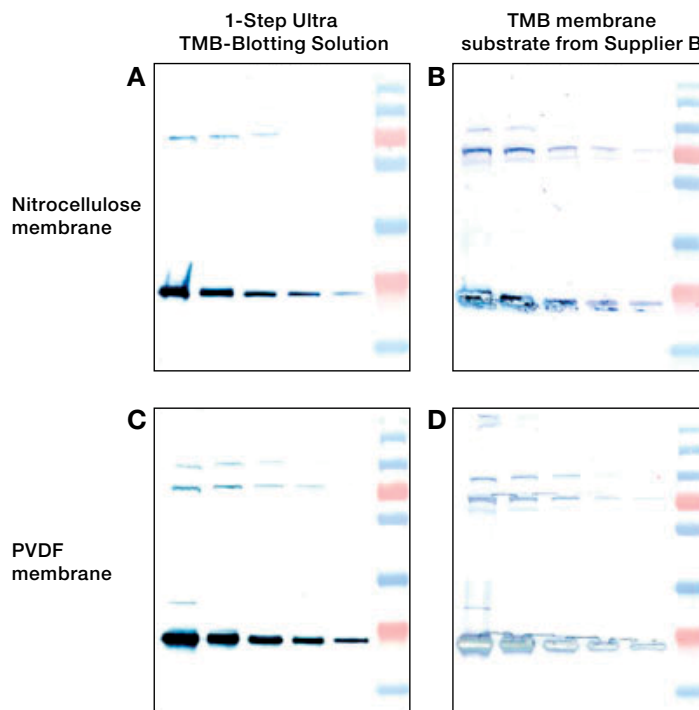 1-Step Ultra
TMB-Blotting Solution
TMB membrane
substrate from Supplier B
A
B
Nitrocellulose
membrane
C
D
PVDF
membrane